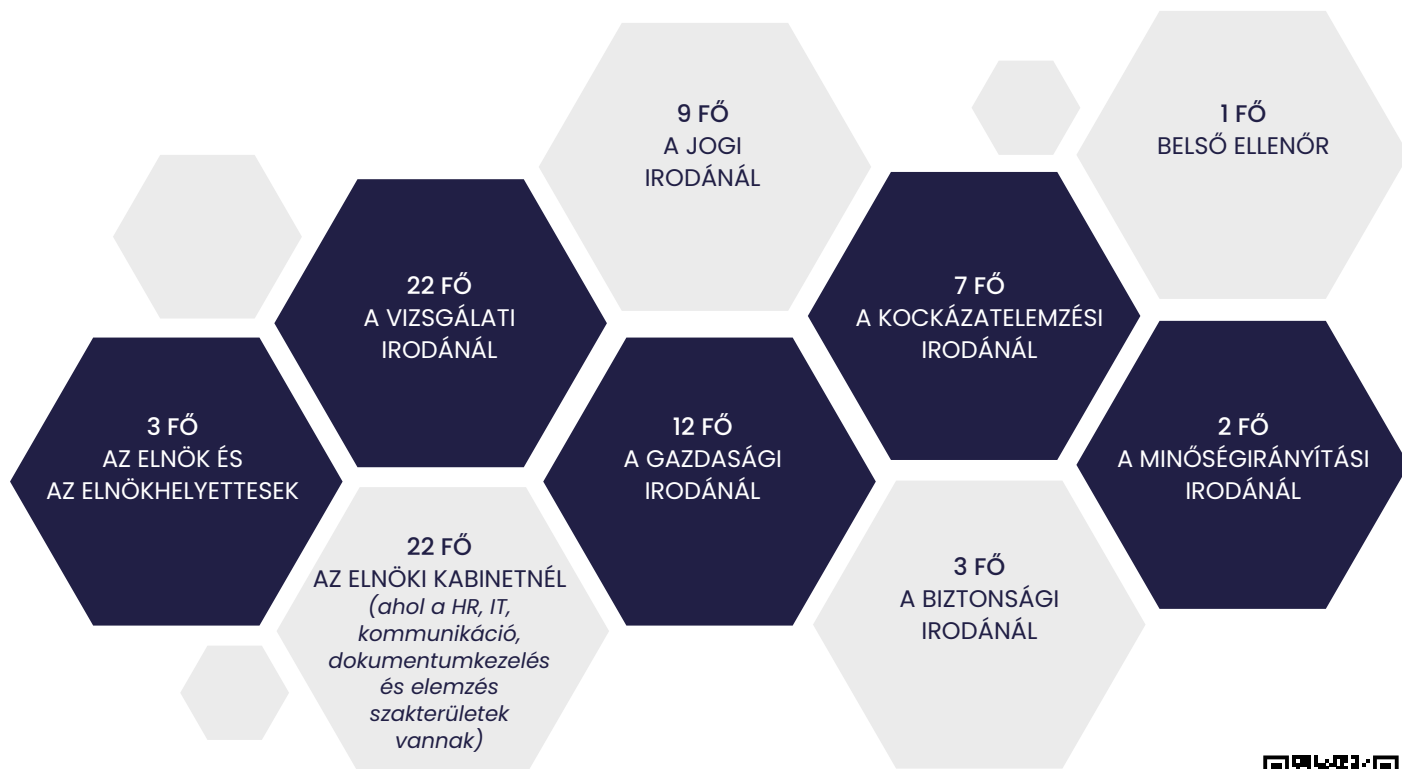 9 FŐ
A JOGI
IRODÁNÁL
1 FŐ
BELSŐ ELLENŐR
22 FŐ
A VIZSGÁLATI
IRODÁNÁL
7 FŐ
A KOCKÁZATELEMZÉSI
IRODÁNÁL
3 FŐ
AZ ELNÖK ÉS
AZ ELNÖKHELYETTESEK
12 FŐ
A GAZDASÁGI
IRODÁNÁL
2 FŐ
A MINŐSÉGIRÁNYÍTÁSI
IRODÁNÁL
22 FŐ
AZ ELNÖKI KABINETNÉL
(ahol a HR, IT,
kommunikáció,
dokumentumkezelés
és elemzés
szakterületek
vannak)
3 FŐ
A BIZTONSÁGI
IRODÁNÁL